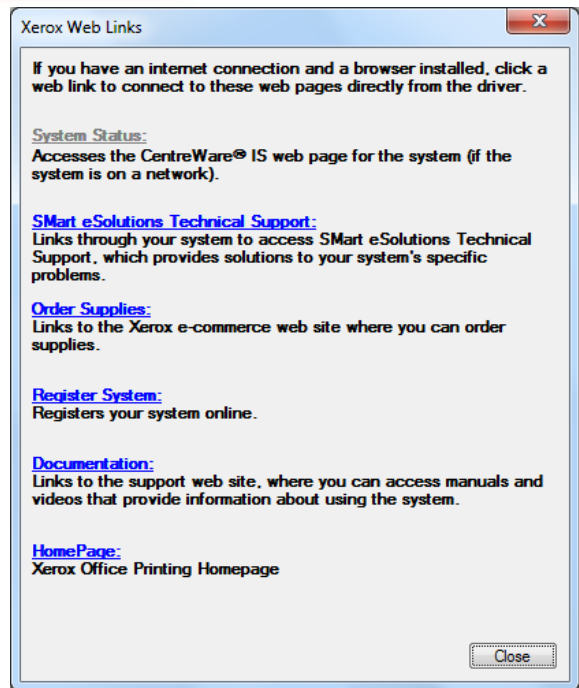 Xerox Web Links
If you have an internet connection and a browser installed, click a
web link to connect to these web pages directly from the driver.
System Status:
Accesses the CentreWare® IS web page for the system (if the
system is on a network).
SMart eSolutions Technical Support:
Links through your system to access SMart eSolutions Technical
Support, which provides solutions to your system's specific
problems.
Order Supplies:
Links to the Xerox e-commerce web site where you can order
supplies.
Register System:
Registers your system online.
Documentation:
Links to the support web site, where you can access manuals and
videos that provide information about using the system.
HomePage:
Xerox Office Printing Homepage
Close